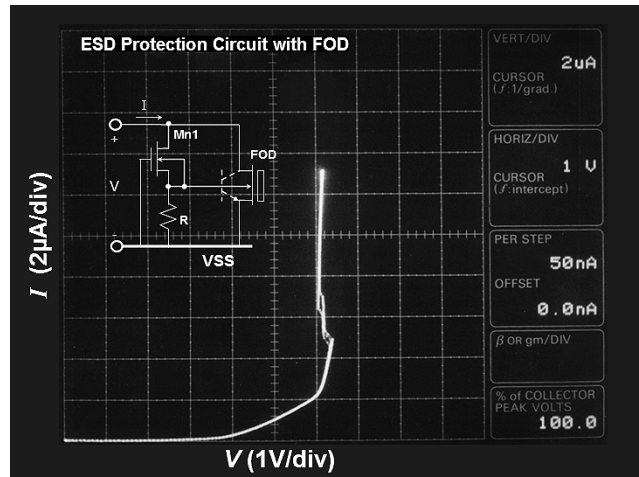 ESD Protection Circuit with FOD
I
+
Mn1
FOD
V
R
-
VSS
I (2μA/div)
V (1V/div)
VERT/DIV
2uA
CURSOR
(ƒ:1/grad.)
HORIZ/DIV
1 V
CURSOR
(ƒ:intercept)
PER STEP
50nA
OFFSET
0.0nA
β OR gm/DIV
% of COLLECTOR
PEAK VOLTS
100.0